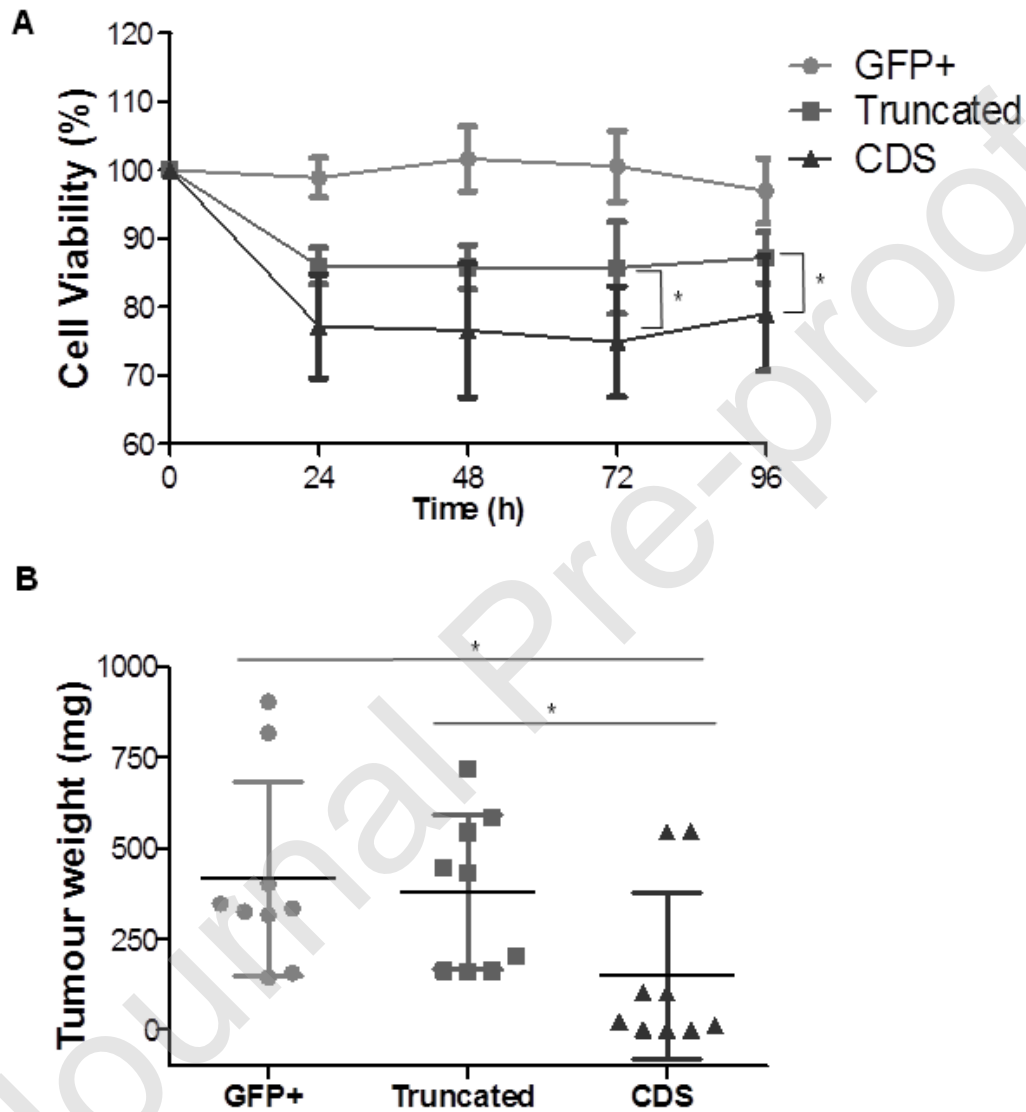 A
120
110
100
90
80
70
60
Cell Viability (%)
0 24 48 72 96
Time (h)
GFP+
Truncated
CDS
*
*
B
1000
750
500
250
0
Tumour weight (mg)
*
*
GFP+ Truncated CDS
Journal Pre-proof